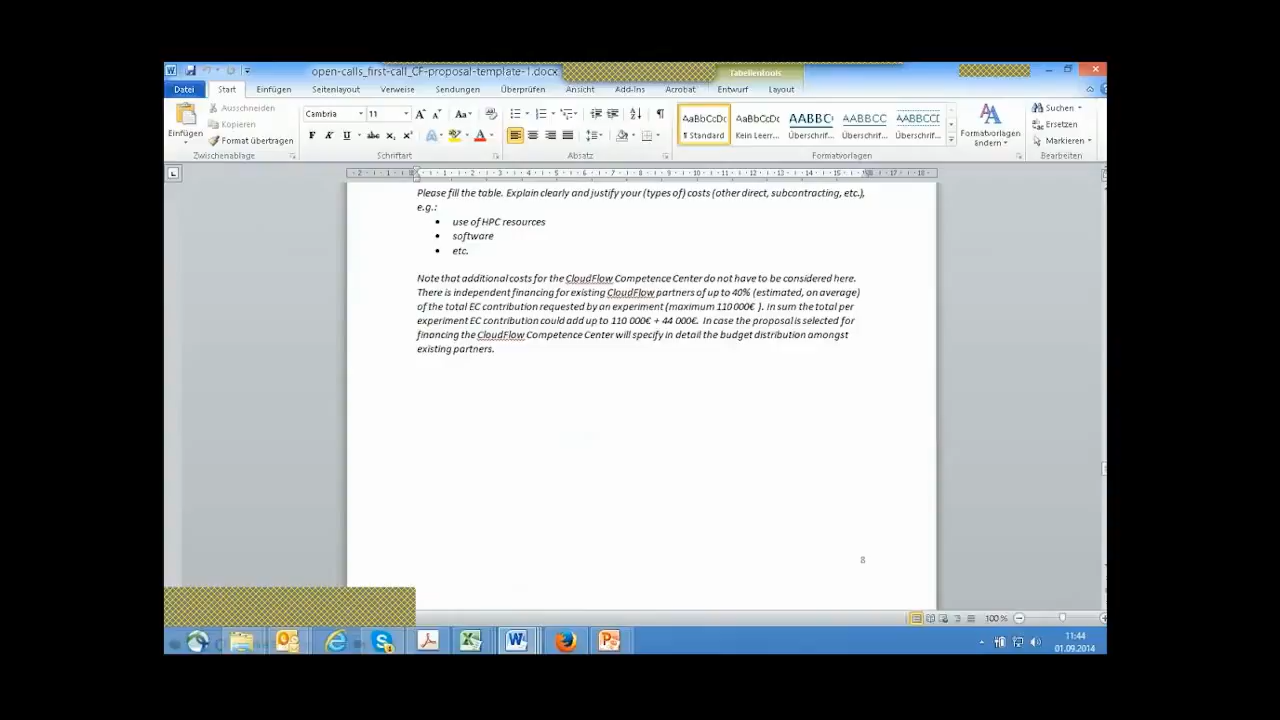 open-calls_first-call_CF-proposal-template-1.docx
Tabellentools
Datei Start Einfügen Seitenlayout Verweise Sendungen Überprüfen Ansicht Add-Ins Acrobat Entwurf Layout
Einfügen
Ausschneiden
Kopieren
Format übertragen
Zwischenablage
Cambria 11
F K U abc x₂ x²
Schriftart
Absatz
AaBbCcDc AaBbCcDc AABBC AABBCC AABBCC
¶ Standard Kein Leerr... Überschrif... Überschrif... Überschrif...
Formatvorlagen
ändern
Formatvorlagen
Suchen
Ersetzen
Markieren
Bearbeiten
Please fill the table. Explain clearly and justify your (types of) costs (other direct, subcontracting, etc.),
e.g.:
• use of HPC resources
• software
• etc.
Note that additional costs for the CloudFlow Competence Center do not have to be considered here.
There is independent financing for existing CloudFlow partners of up to 40% (estimated, on average)
of the total EC contribution requested by an experiment (maximum 110 000€ ). In sum the total per
experiment EC contribution could add up to 110 000€ + 44 000€. In case the proposal is selected for
financing the CloudFlow Competence Center will specify in detail the budget distribution amongst
existing partners.
8
100 %
11:44
01.09.2014